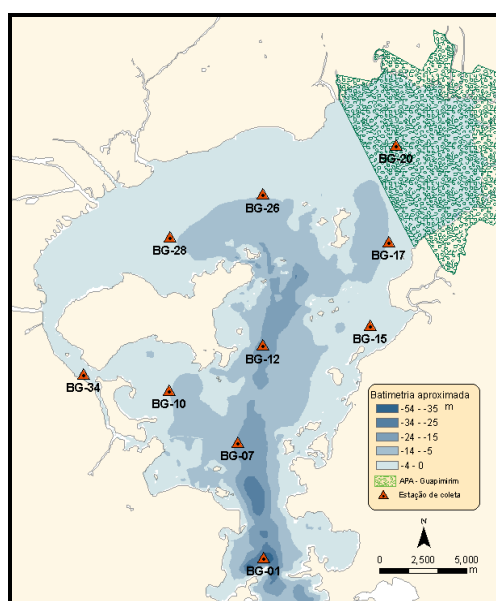 BG-20
BG-26
BG-28
BG-17
BG-15
BG-12
BG-34
BG-10
BG-07
BG-01
Batimetria aproximada
-54 - -35 m
-34 - -25
-24 - -15
-14 - -5
-4 - 0
APA - Guapimirim
Estação de coleta
N
0 2,500 5,000
m